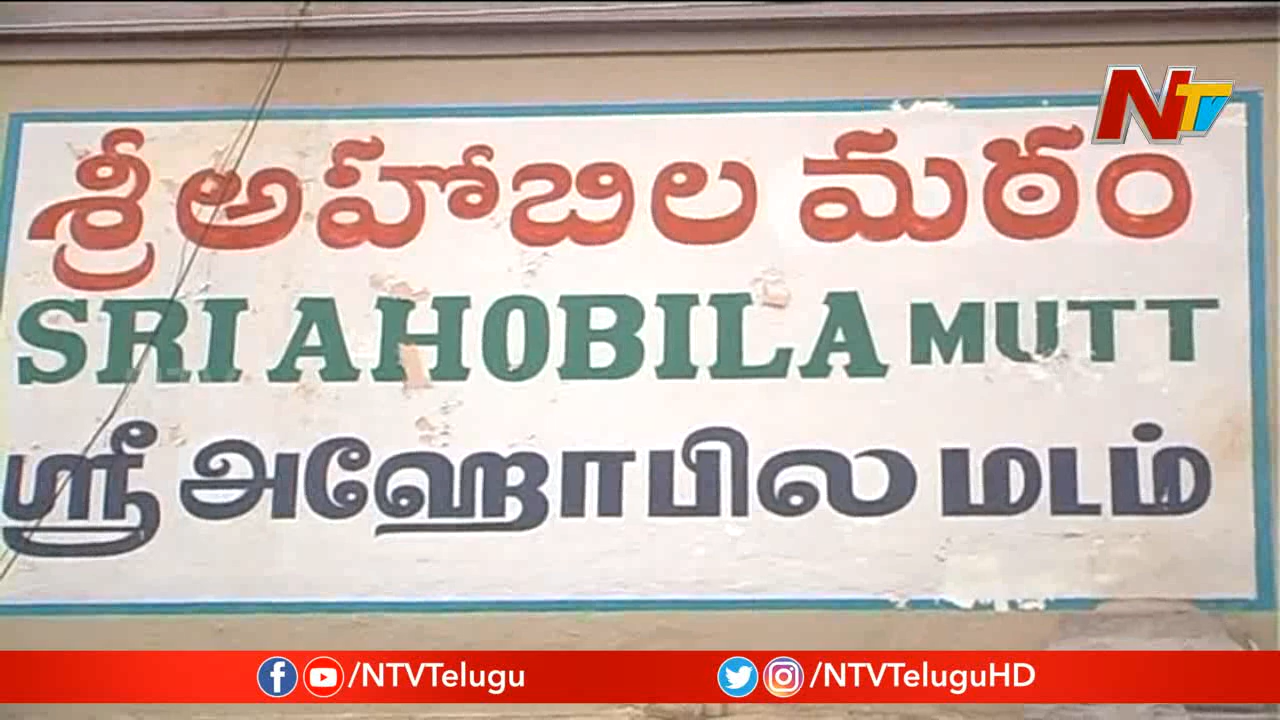 NTV
శ్రీ అహోబిల మఠం
SRI AHOBILA MUTT
ஸ்ரீ அஹோபில மடம்
/NTVTelugu /NTVTeluguHD